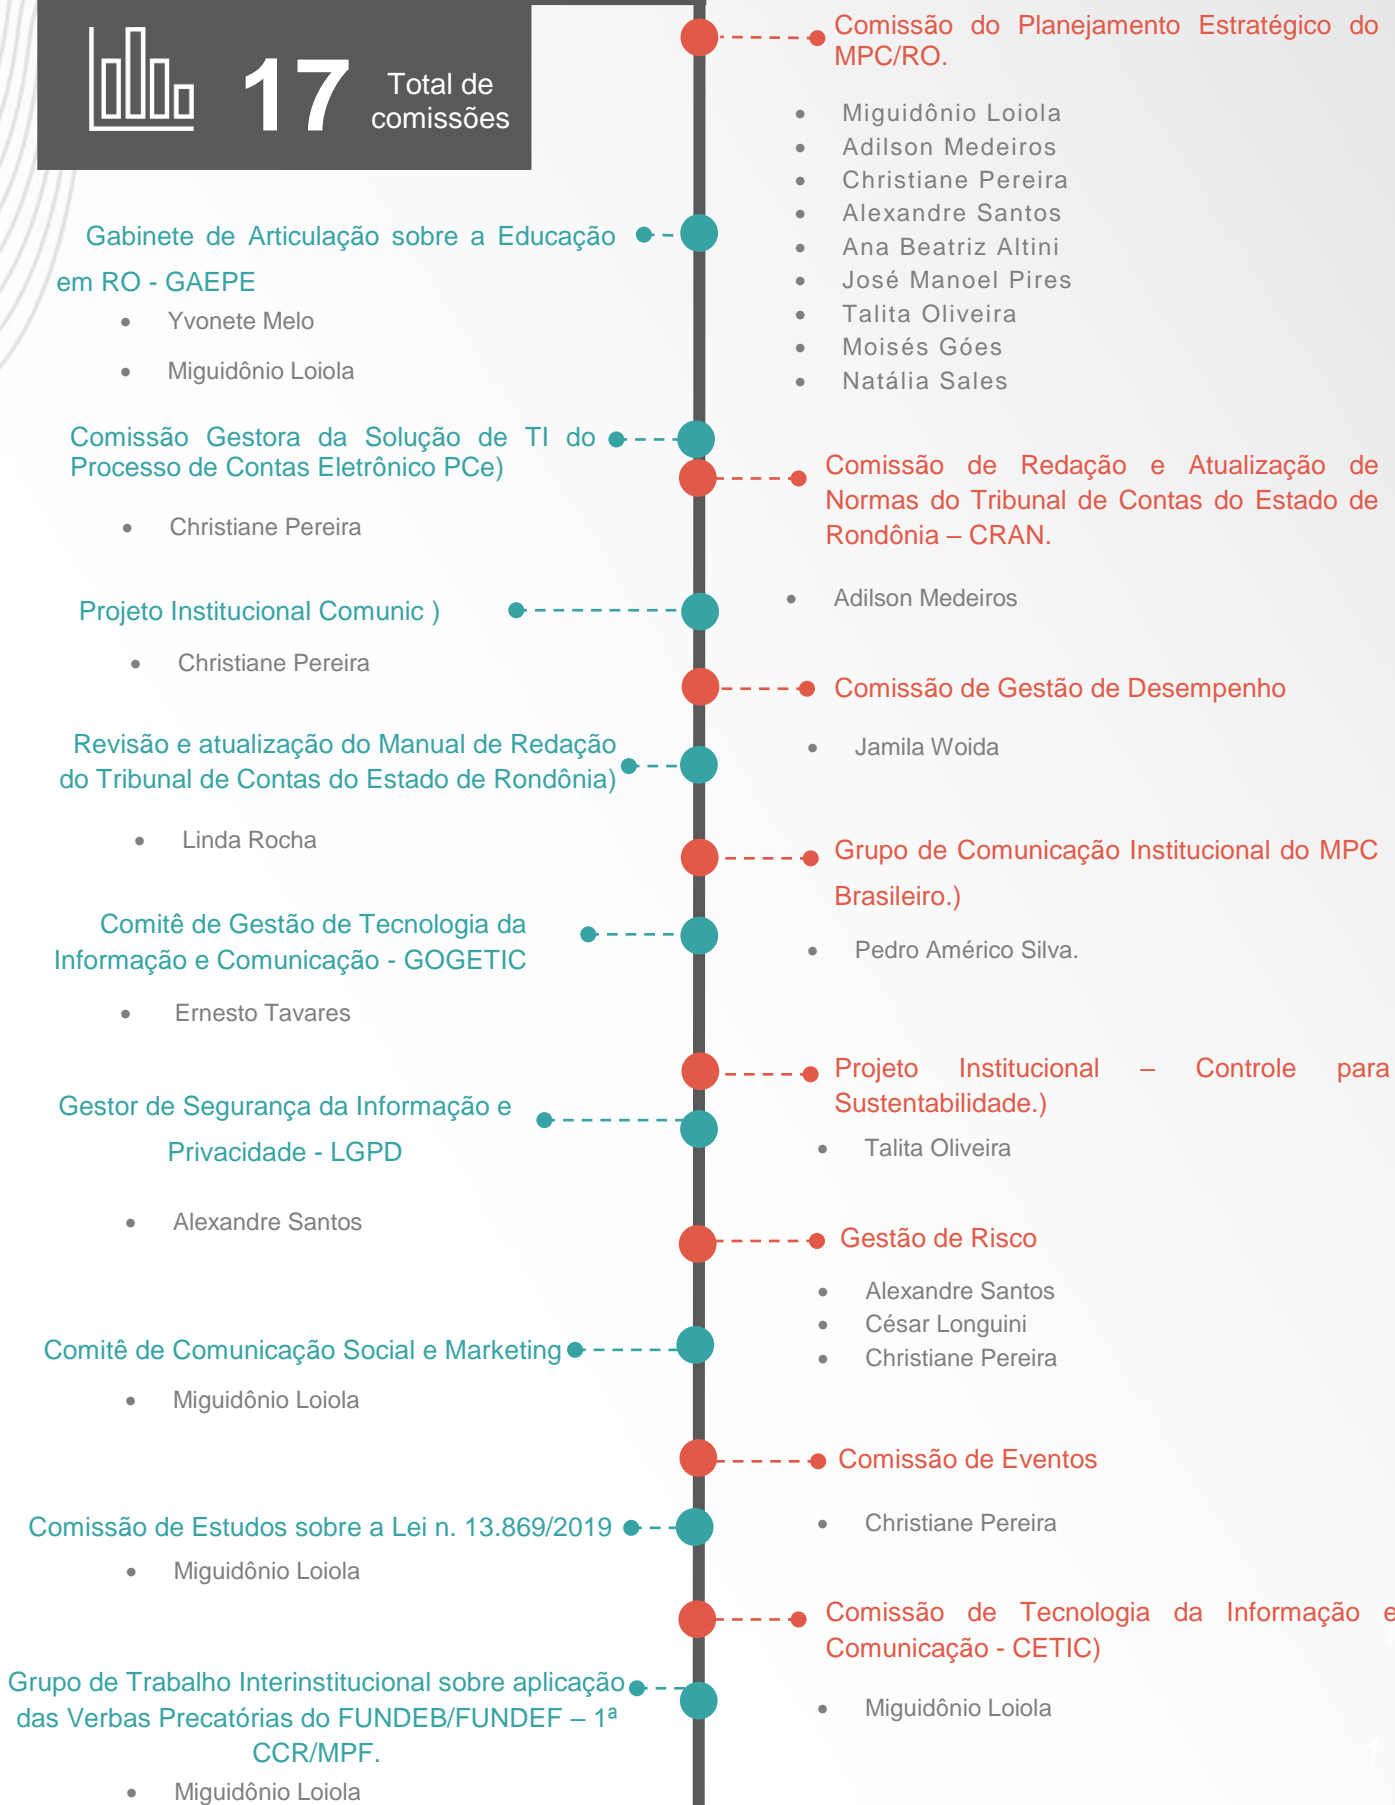 17
Total de
comissões
Gabinete de Articulação sobre a Educação
em RO - GAEPE
• Yvonete Melo
• Miguidônio Loiola
Comissão Gestora da Solução de TI do
Processo de Contas Eletrônico PCe)
• Christiane Pereira
Projeto Institucional Comunic )
• Christiane Pereira
Revisão e atualização do Manual de Redação
do Tribunal de Contas do Estado de Rondônia)
• Linda Rocha
Comitê de Gestão de Tecnologia da
Informação e Comunicação - GOGETIC
• Ernesto Tavares
Gestor de Segurança da Informação e
Privacidade - LGPD
• Alexandre Santos
Comitê de Comunicação Social e Marketing
• Miguidônio Loiola
Comissão de Estudos sobre a Lei n. 13.869/2019
• Miguidônio Loiola
Grupo de Trabalho Interinstitucional sobre aplicação
das Verbas Precatórias do FUNDEB/FUNDEF – 1ª
CCR/MPF.
• Miguidônio Loiola
Comissão do Planejamento Estratégico do
MPC/RO.
• Miguidônio Loiola
• Adilson Medeiros
• Christiane Pereira
• Alexandre Santos
• Ana Beatriz Altini
• José Manoel Pires
• Talita Oliveira
• Moisés Góes
• Natália Sales
Comissão de Redação e Atualização de
Normas do Tribunal de Contas do Estado de
Rondônia – CRAN.
• Adilson Medeiros
Comissão de Gestão de Desempenho
• Jamila Woida
Grupo de Comunicação Institucional do MPC
Brasileiro.)
• Pedro Américo Silva.
Projeto Institucional – Controle para
Sustentabilidade.)
• Talita Oliveira
Gestão de Risco
• Alexandre Santos
• César Longuini
• Christiane Pereira
Comissão de Eventos
• Christiane Pereira
Comissão de Tecnologia da Informação e
Comunicação - CETIC)
• Miguidônio Loiola